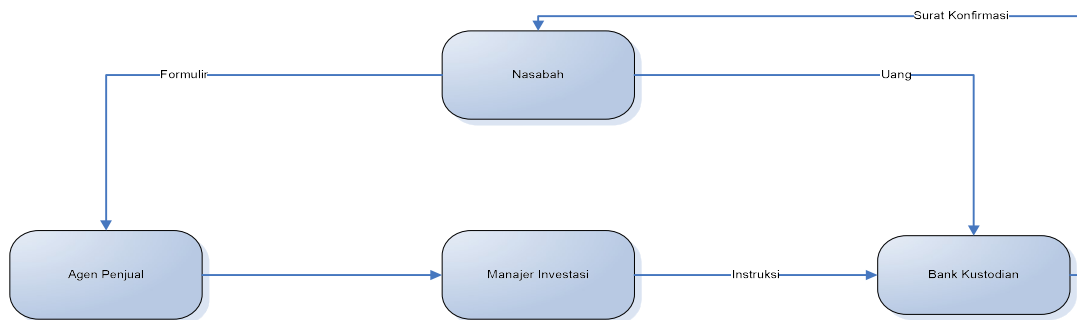 Surat Konfirmasi
Formulir
Nasabah
Uang
Agen Penjual
Manajer Investasi
Instruksi
Bank Kustodian